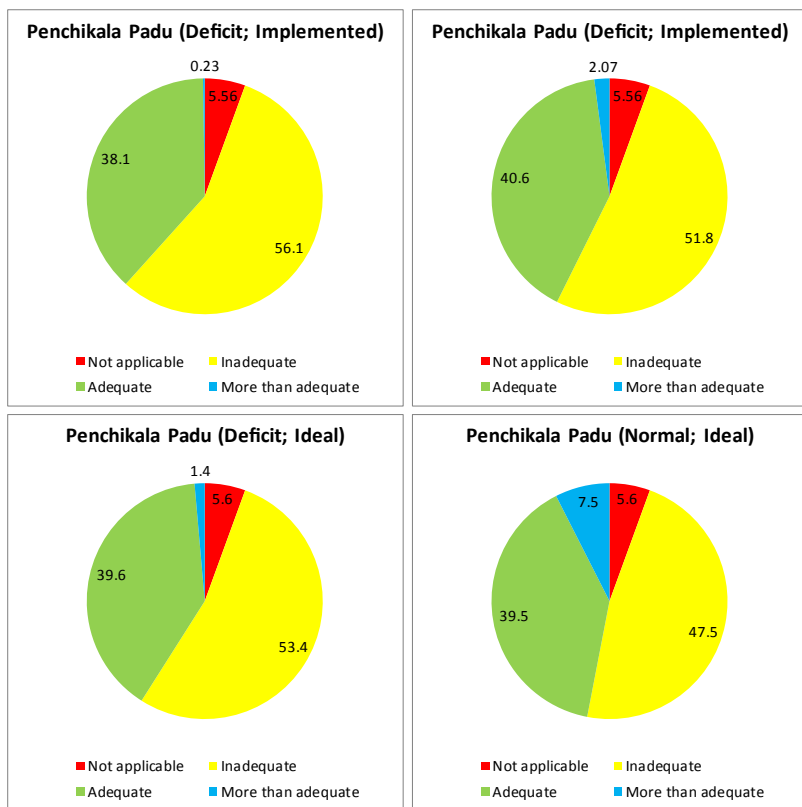 Penchikala Padu (Deficit; Implemented)
0.23
5.56
38.1
56.1
Not applicable Inadequate
Adequate More than adequate
Penchikala Padu (Deficit; Implemented)
2.07
5.56
40.6
51.8
Not applicable Inadequate
Adequate More than adequate
Penchikala Padu (Deficit; Ideal)
1.4
5.6
39.6
53.4
Not applicable Inadequate
Adequate More than adequate
Penchikala Padu (Normal; Ideal)
7.5 5.6
39.5
47.5
Not applicable Inadequate
Adequate More than adequate